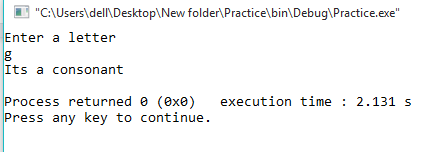 "C:\Users\dell\Desktop\New folder\Practice\bin\Debug\Practice.exe"
Enter a letter
g
Its a consonant
Process returned 0 (0x0)   execution time : 2.131 s
Press any key to continue.